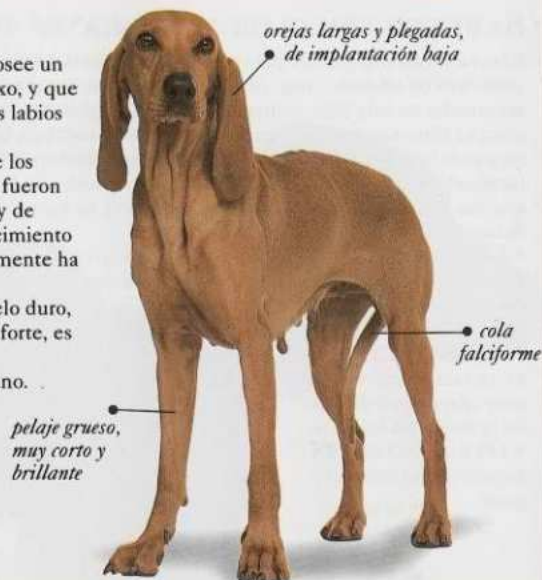 osee un
xo, y que
s labios
e los
fueron
y de
cimiento
mente ha
elo duro,
forte, es
no.
orejas largas y plegadas,
de implantación baja
cola
falciforme
pelaje grueso,
muy corto y
brillante